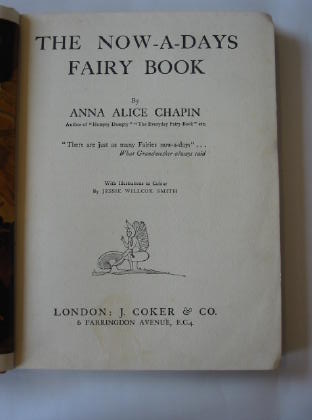 THE NOW-A-DAYS
FAIRY BOOK
By
ANNA ALICE CHAPIN
Author of "Humpty Dumpty" "The Everyday Fairy Book" etc
"There are just as many Fairies now-a-days" . . .
What Grandmother always said
With Illustrations in Colour
By JESSIE WILLCOX SMITH
LONDON: J. COKER & CO.
6 FARRINGDON AVENUE, E.C.4